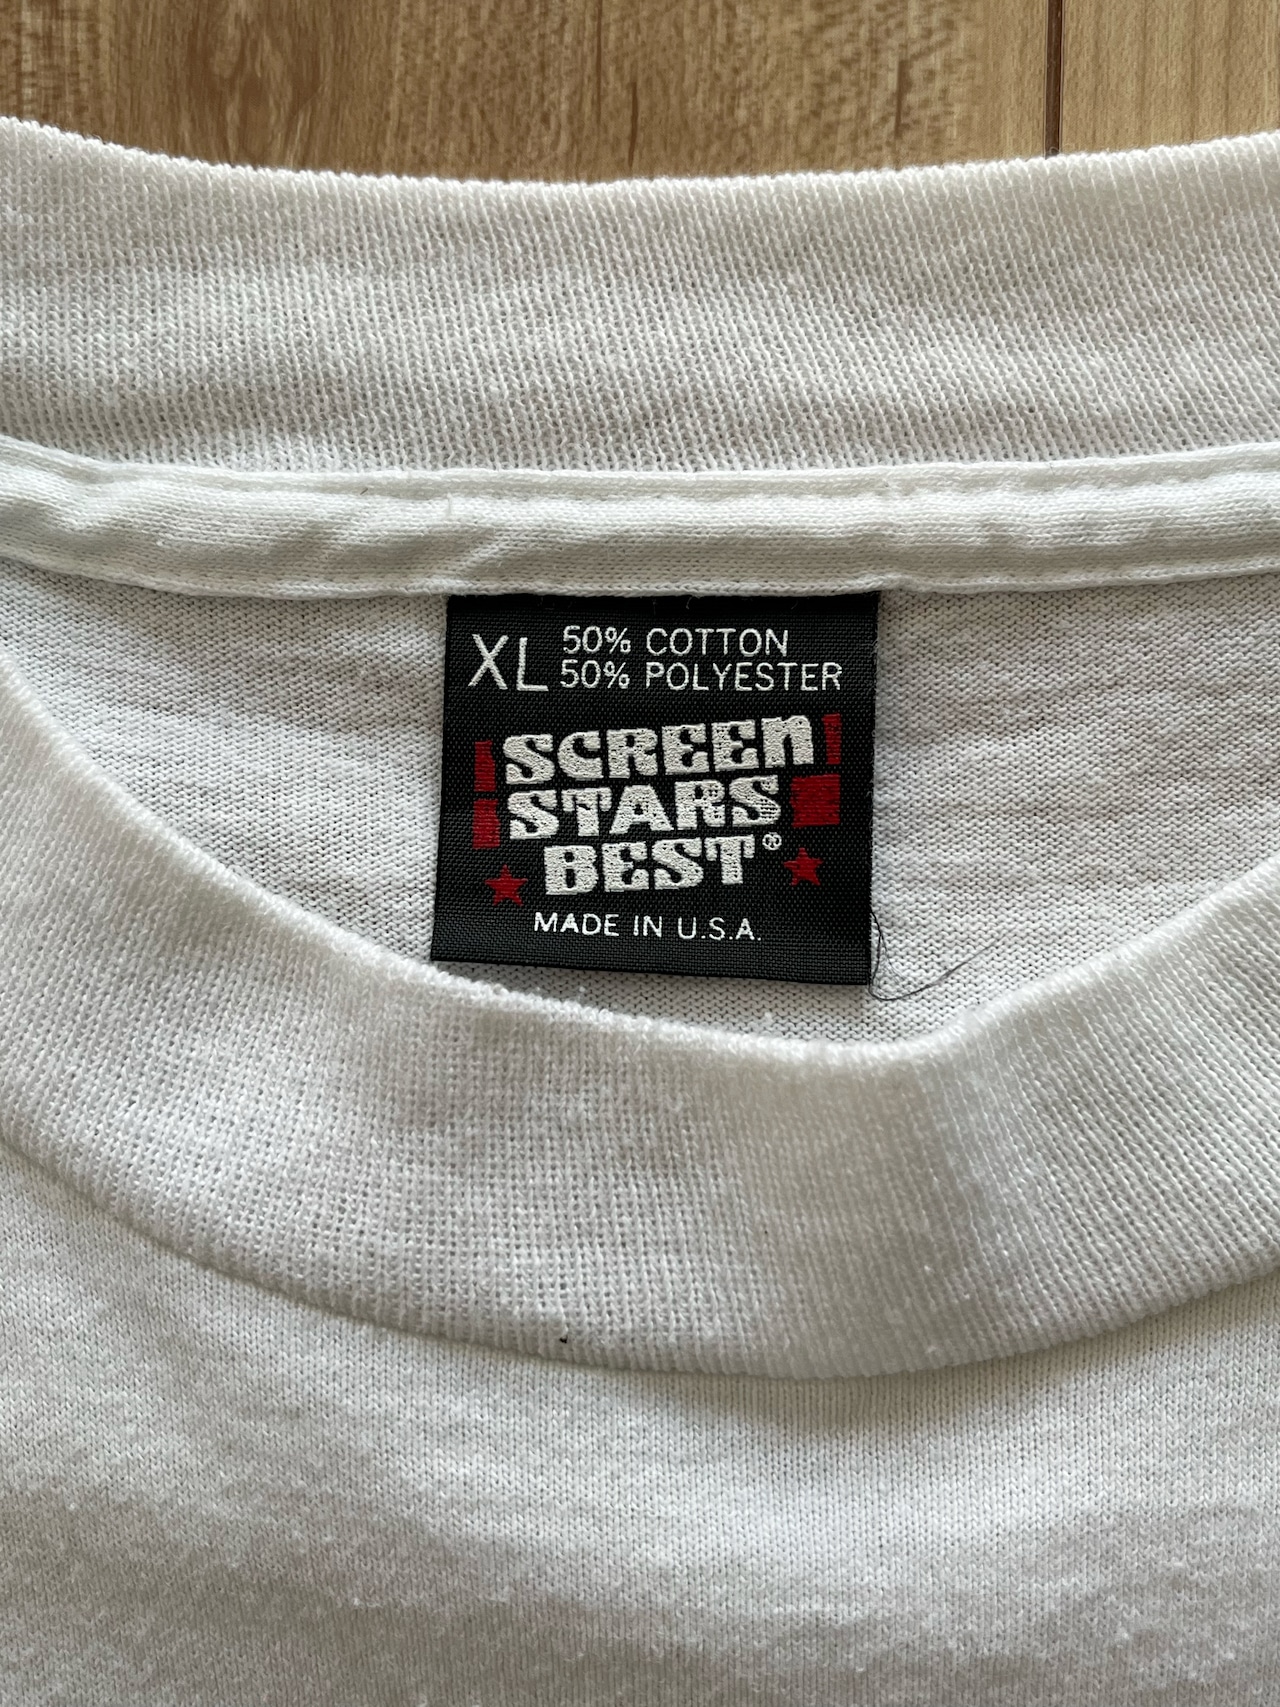 XL 50% COTTON
50% POLYESTER
SCREEN
STARS
BEST®
MADE IN U.S.A.